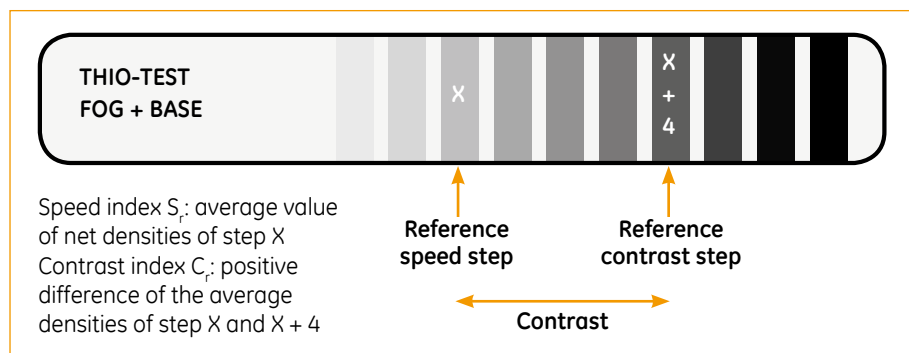 THIO-TEST
FOG + BASE
X
X
+
4
Speed index Sr: average value
of net densities of step X
Contrast index Cr: positive
difference of the average
densities of step X and X + 4
Reference
speed step
Reference
contrast step
Contrast